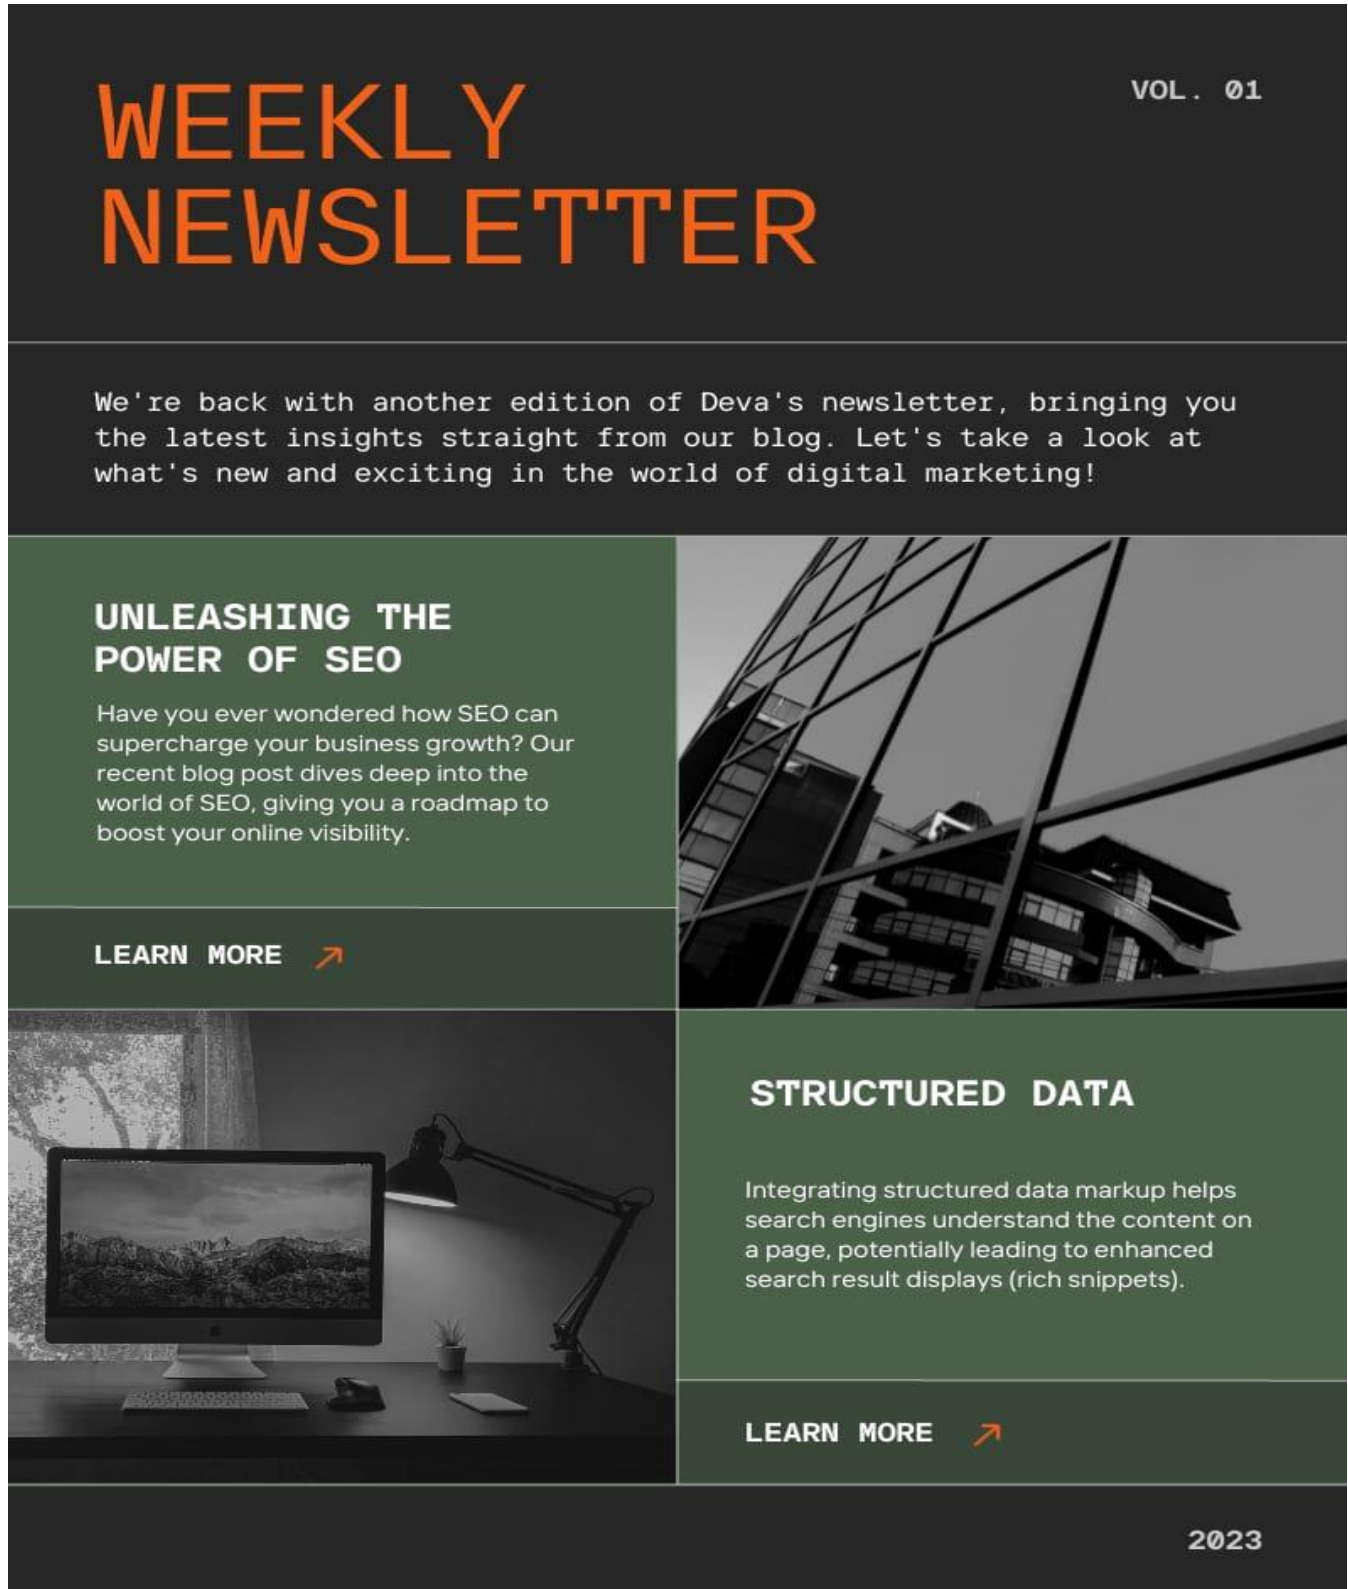 WEEKLY
NEWSLETTER
VOL. 01
We're back with another edition of Deva's newsletter, bringing you
the latest insights straight from our blog. Let's take a look at
what's new and exciting in the world of digital marketing!
UNLEASHING THE
POWER OF SEO
Have you ever wondered how SEO can
supercharge your business growth? Our
recent blog post dives deep into the
world of SEO, giving you a roadmap to
boost your online visibility.
LEARN MORE
STRUCTURED DATA
Integrating structured data markup helps
search engines understand the content on
a page, potentially leading to enhanced
search result displays (rich snippets).
LEARN MORE
2023